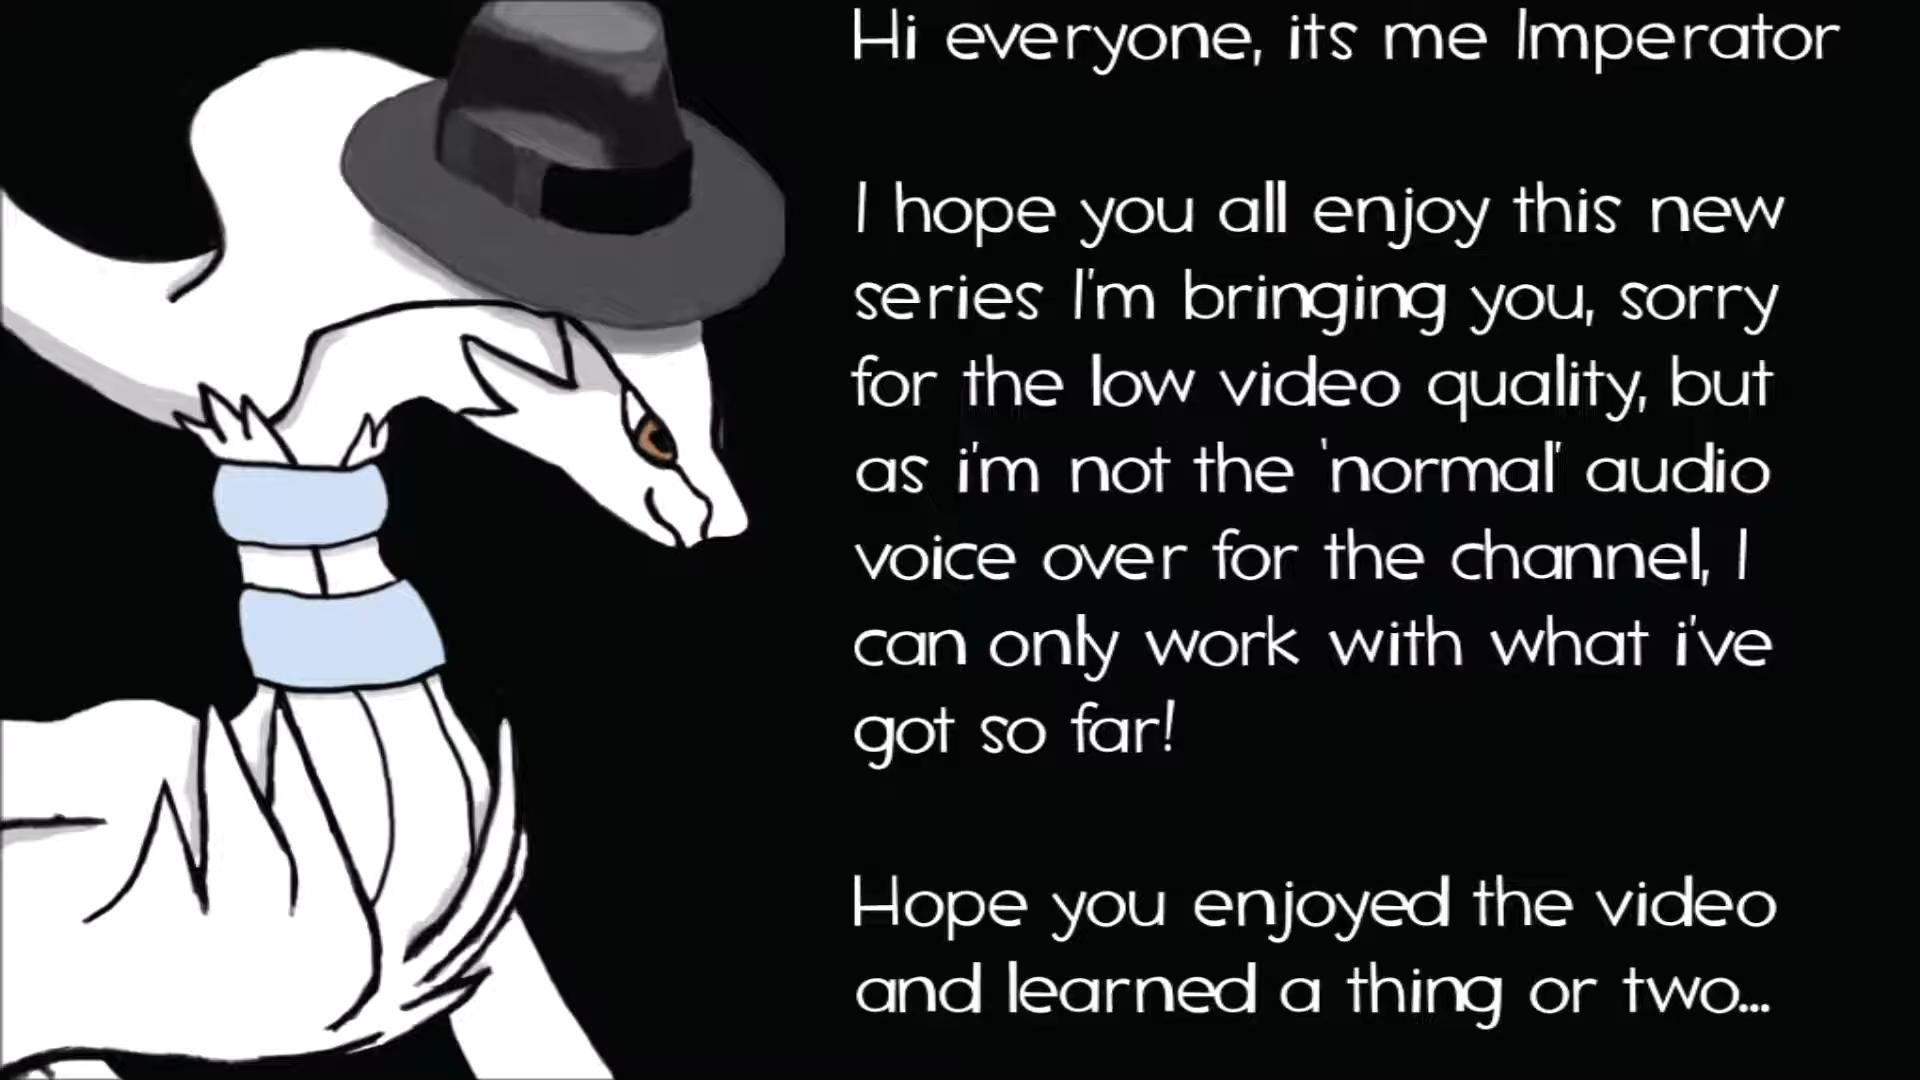 Hi everyone, its me Imperator
I hope you all enjoy this new
series I'm bringing you, sorry
for the low video quality, but
as i'm not the 'normal' audio
voice over for the channel, I
can only work with what i've
got so far!
Hope you enjoyed the video
and learned a thing or two...